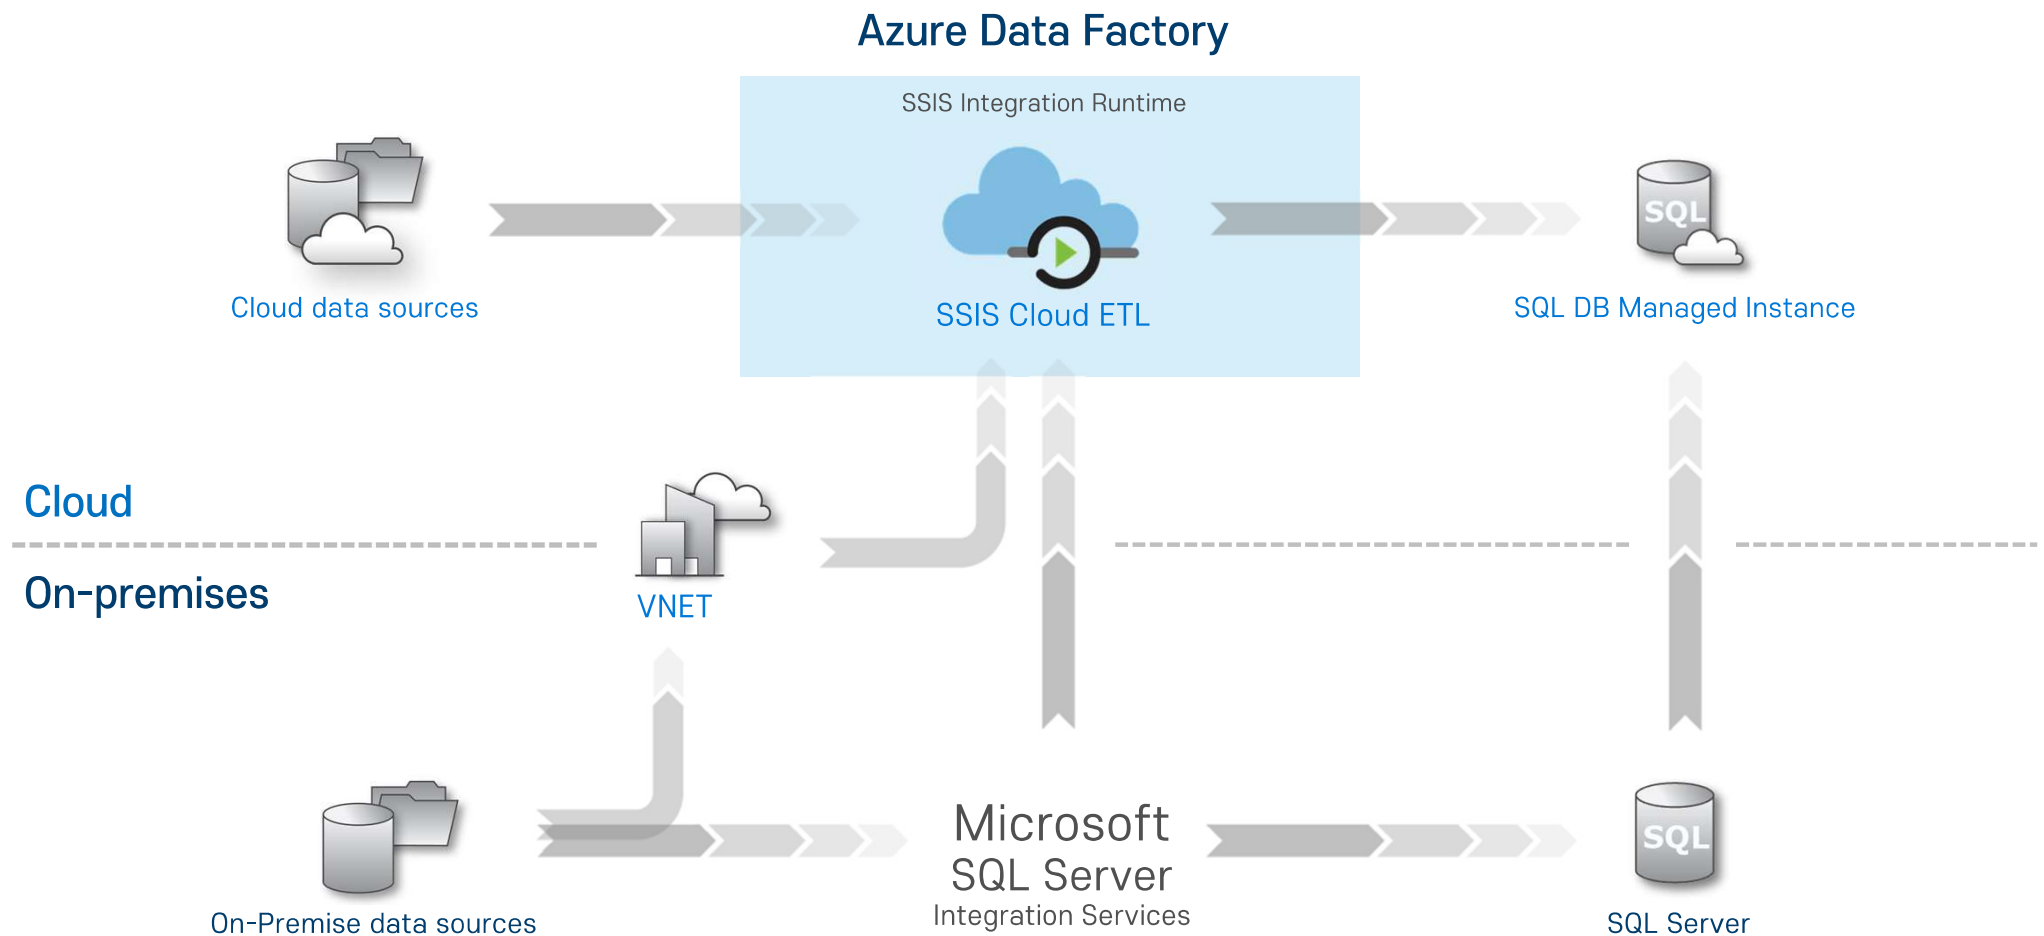 Azure Data Factory
SSIS Integration Runtime
SQL
Cloud data sources
SSIS Cloud ETL
SQL DB Managed Instance
Cloud
On-premises
VNET
Microsoft
SQL Server
Integration Services
SQL
On-Premise data sources
SQL Server